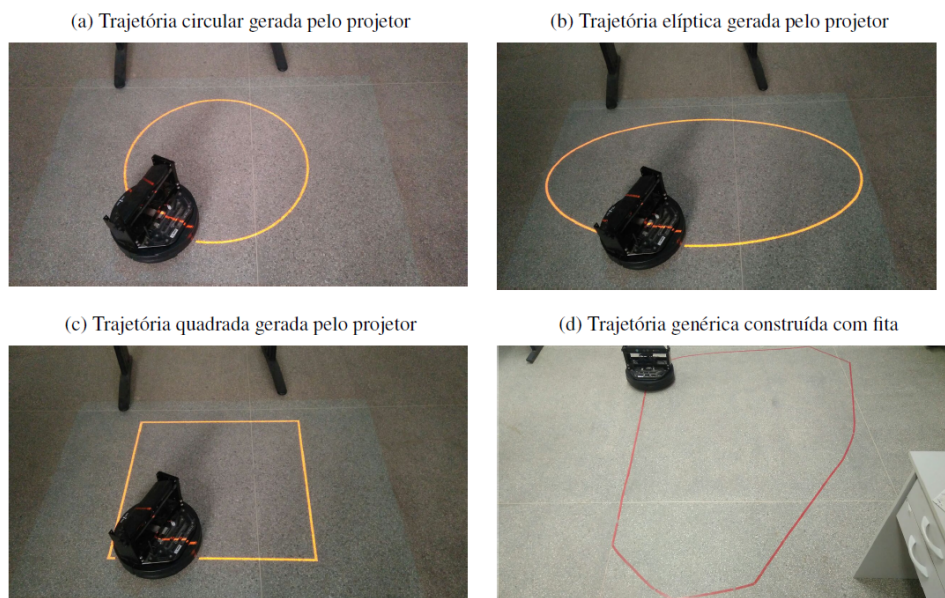 (a) Trajetória circular gerada pelo projetor
(b) Trajetória elíptica gerada pelo projetor
(c) Trajetória quadrada gerada pelo projetor
(d) Trajetória genérica construída com fita